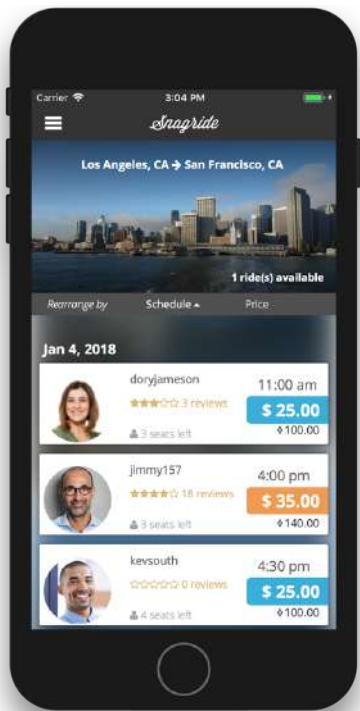 Carrier 3:04 PM
Snagride
Los Angeles, CA → San Francisco, CA
1 ride(s) available
Rearrange by Schedule Price
Jan 4, 2018
doryjameson
11:00 am
★★★☆☆ 3 reviews
$ 25.00
3 seats left
◊100.00
jimmy157
4:00 pm
★★★★☆ 18 reviews
$ 35.00
3 seats left
◊140.00
kevsouth
4:30 pm
☆☆☆☆☆ 0 reviews
$ 25.00
4 seats left
◊100.00